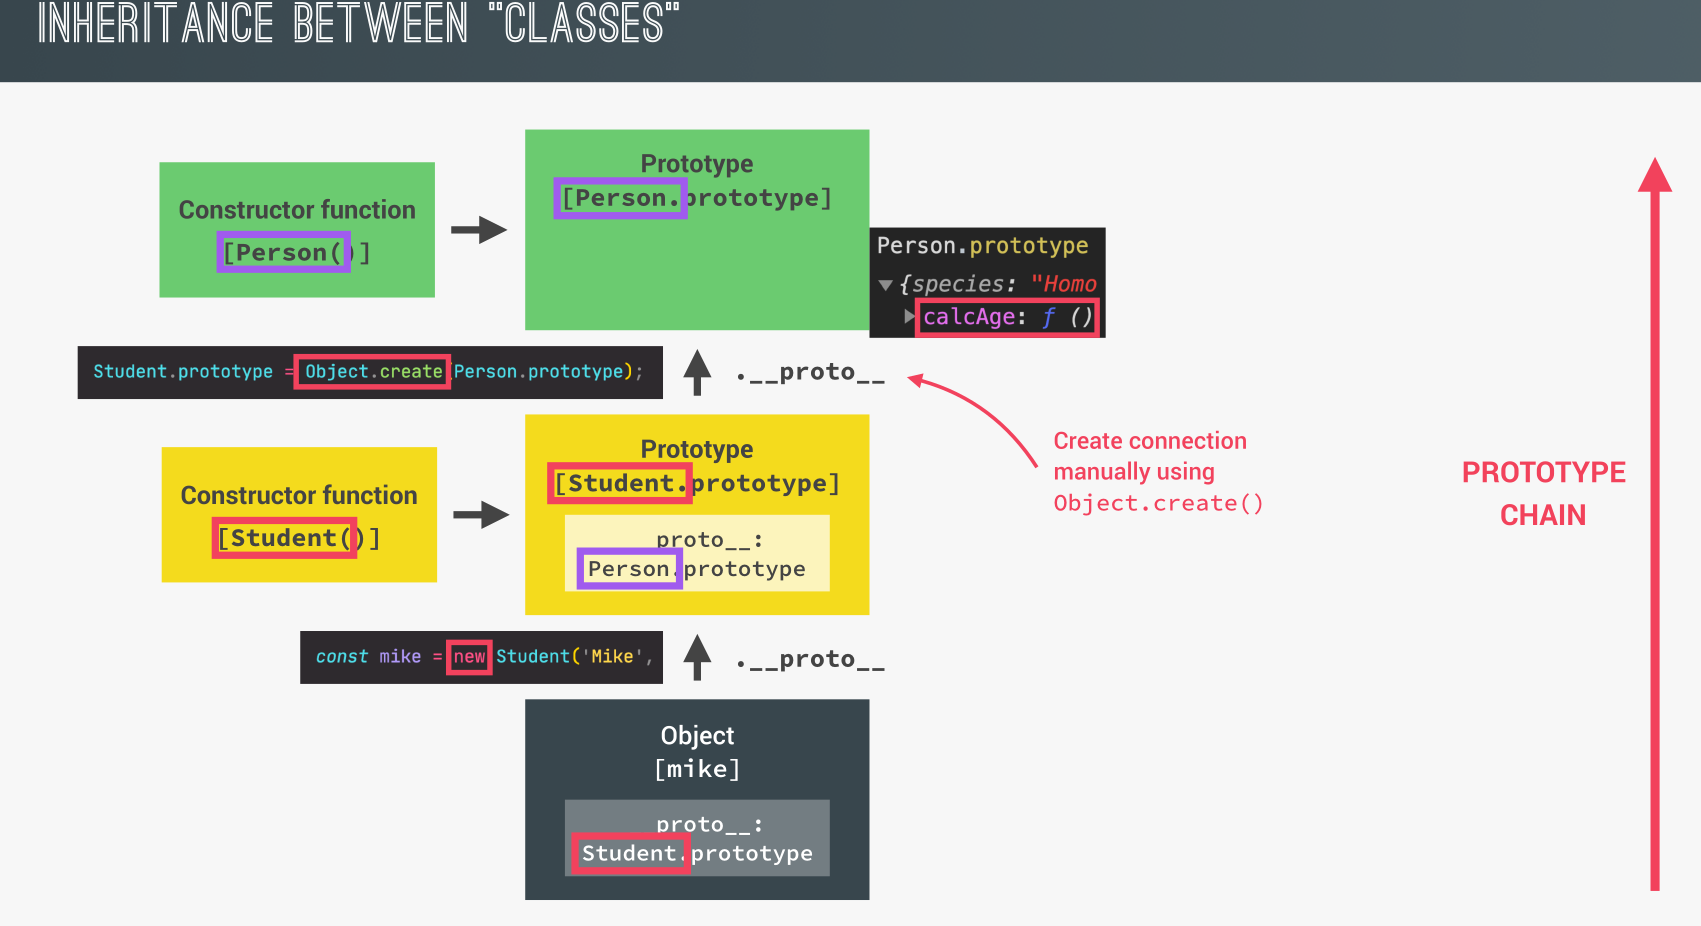 INHERITANCE BETWEEN "CLASSES"
Prototype
[Person.prototype]
Constructor function
[Person()]
Person.prototype
▼{species: "Homo
▶calcAge: ƒ ()
Student.prototype = Object.create(Person.prototype);
.__proto__
Create connection
manually using
Object.create()
PROTOTYPE
CHAIN
Prototype
[Student.prototype]
Constructor function
[Student()]
proto__:
Person.prototype
const mike = new Student('Mike',
.__proto__
Object
[mike]
proto__:
Student.prototype